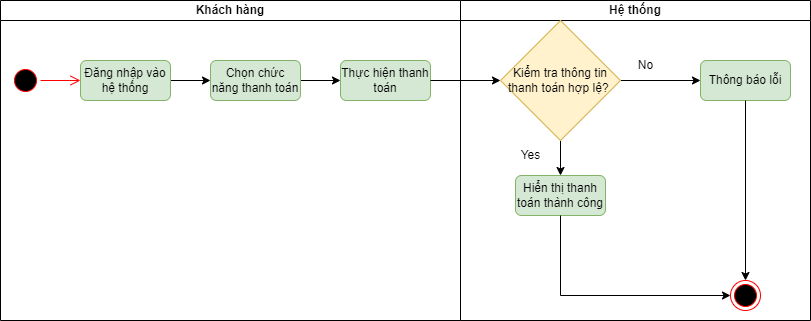 Khách hàng
Hệ thống
Đăng nhập vào
hệ thống
Chọn chức
năng thanh toán
Thực hiện thanh
toán
Kiểm tra thông tin
thanh toán hợp lệ?
No
Thông báo lỗi
Yes
Hiển thị thanh
toán thành công